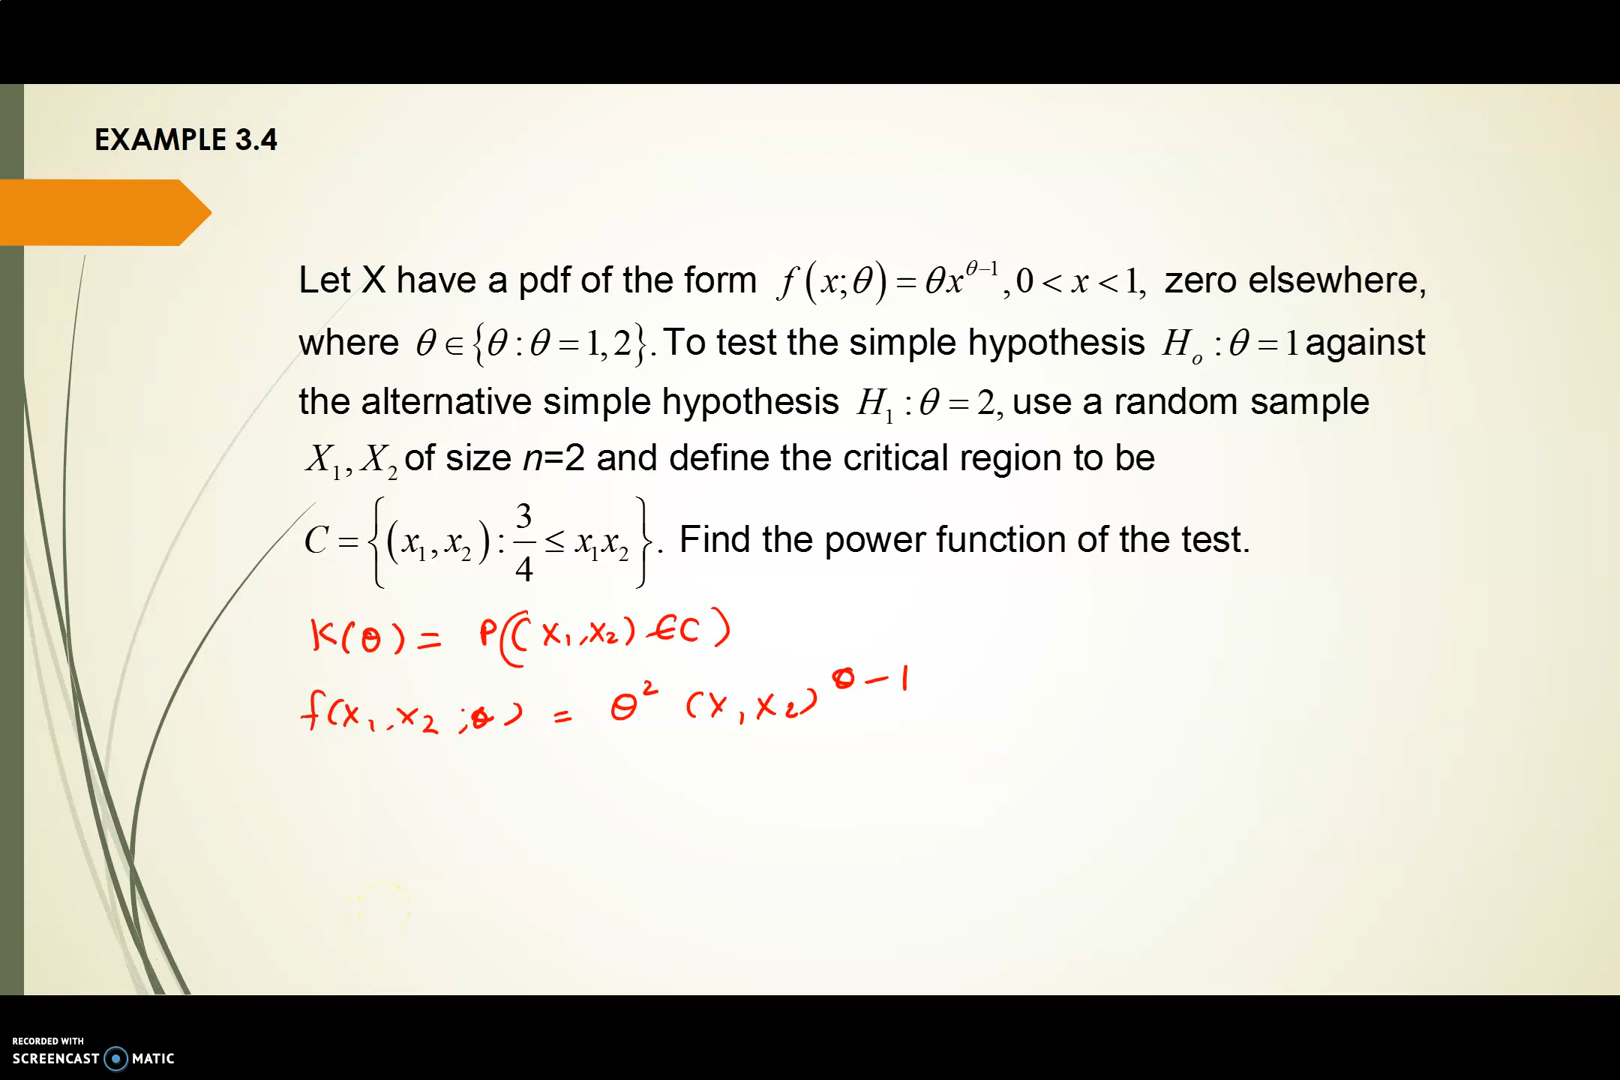 EXAMPLE 3.4
Let X have a pdf of the form f(x;θ) = θx^{θ−1}, 0 < x < 1, zero elsewhere,
where θ ∈ {θ : θ = 1, 2}. To test the simple hypothesis H_o : θ = 1 against
the alternative simple hypothesis H_1 : θ = 2, use a random sample
X_1, X_2 of size n=2 and define the critical region to be
C = {(x_1, x_2) : 3/4 ≤ x_1x_2}. Find the power function of the test.
K(θ) = P((X_1, X_2) ∈ C)
f(x_1, x_2 ; θ) = θ^2 (x_1 x_2)^{θ−1}
RECORDED WITH
SCREENCAST MATIC